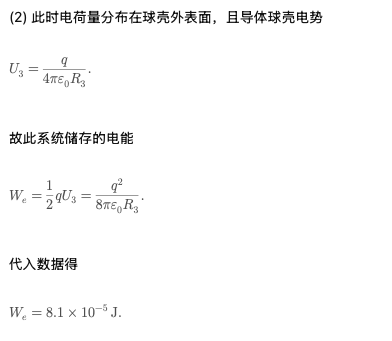 (2) 此时电荷量分布在球壳外表面，且导体球壳电势
U₃ = q / (4πε₀R₃).
故此系统储存的电能
Wₑ = 1/2 qU₃ = q² / (8πε₀R₃).
代入数据得
Wₑ = 8.1 × 10⁻⁵ J.